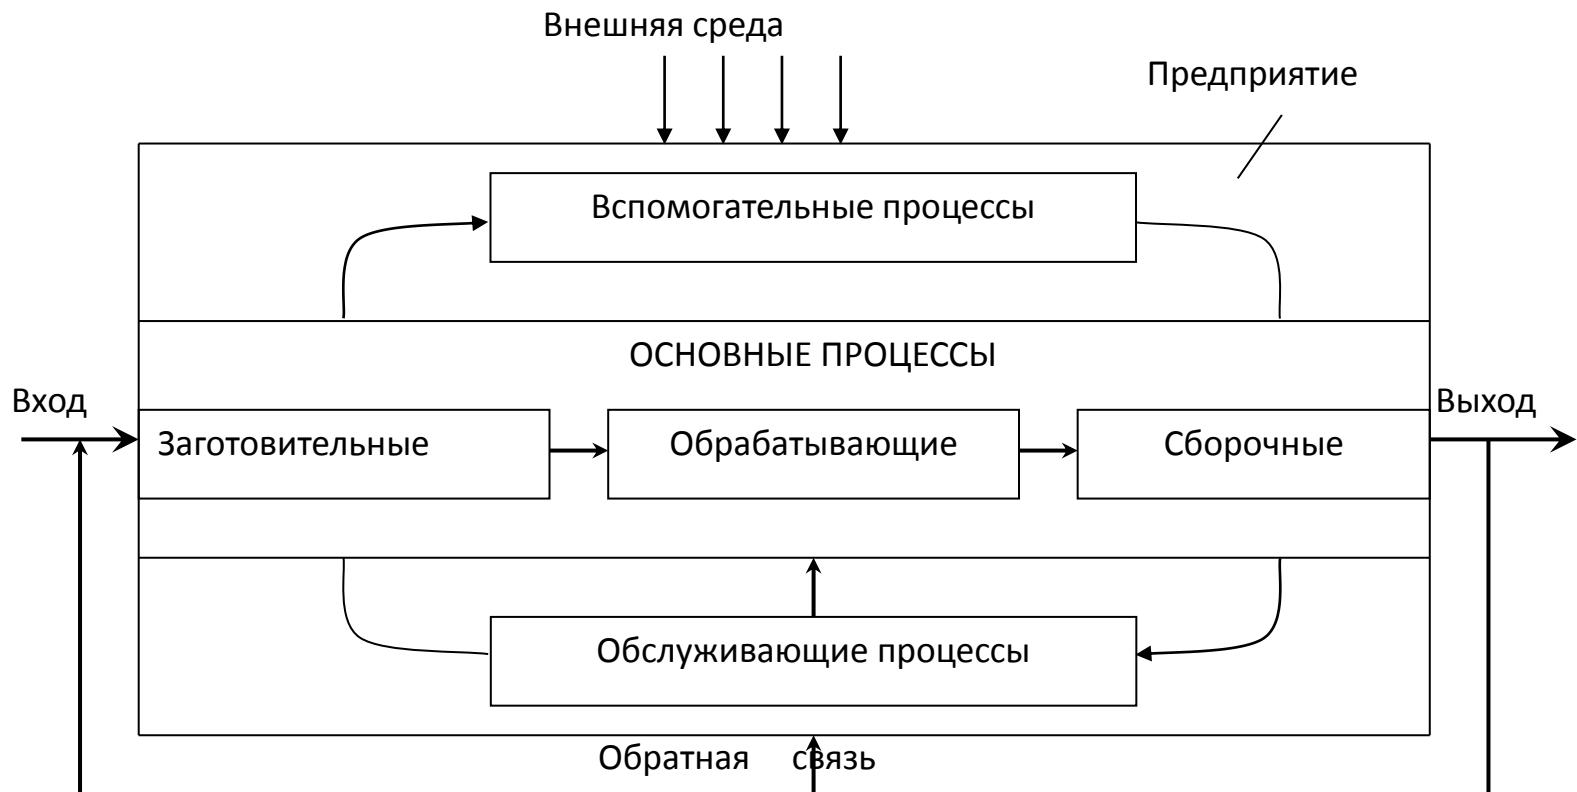 Внешняя среда
Предприятие
Вспомогательные процессы
ОСНОВНЫЕ ПРОЦЕССЫ
Вход
Выход
Заготовительные
Обрабатывающие
Сборочные
Обслуживающие процессы
Обратная связь